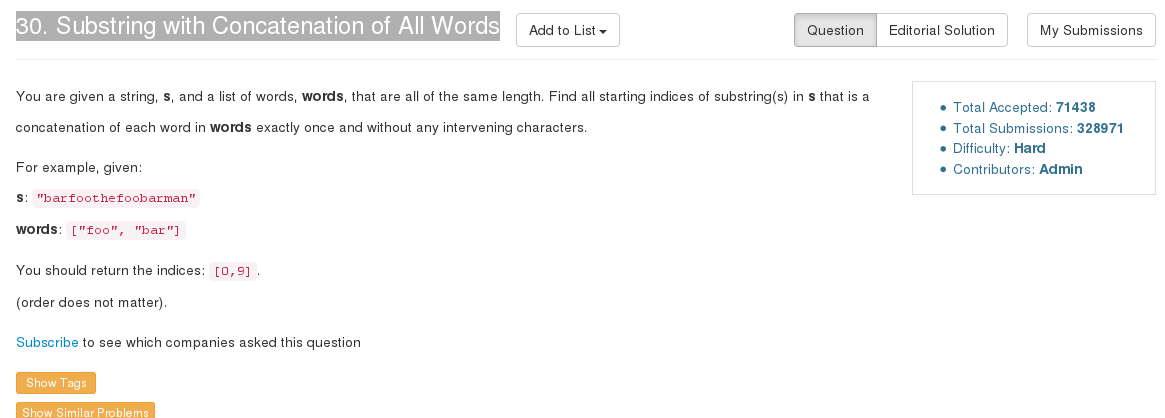 30. Substring with Concatenation of All Words Add to List Question Editorial Solution My Submissions
You are given a string, s, and a list of words, words, that are all of the same length. Find all starting indices of substring(s) in s that is a
concatenation of each word in words exactly once and without any intervening characters.
For example, given:
s: "barfoothefoobarman"
words: ["foo", "bar"]
You should return the indices: [0,9].
(order does not matter).
Subscribe to see which companies asked this question
Show Tags
Show Similar Problems
Total Accepted: 71438
Total Submissions: 328971
Difficulty: Hard
Contributors: Admin